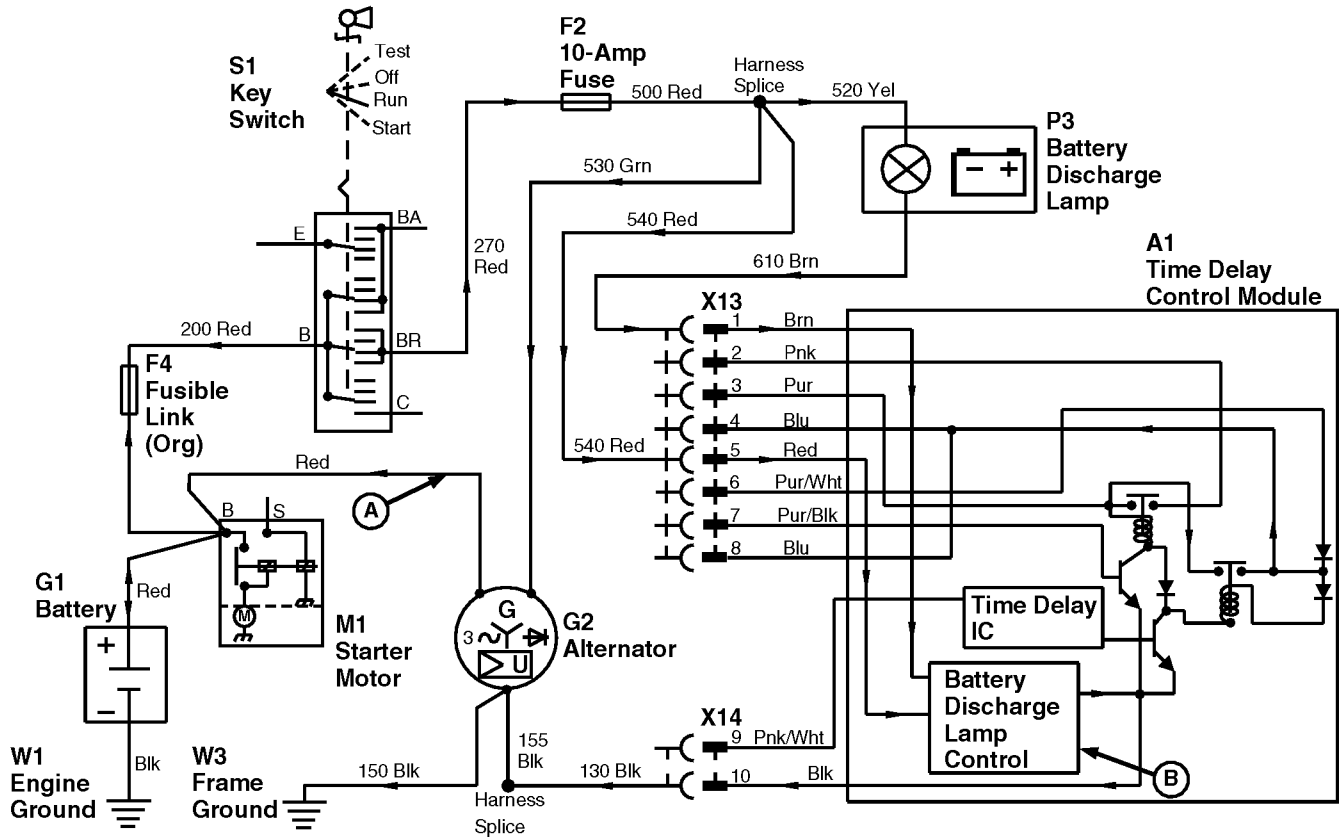 S1
Key
Switch
Test
Off
Run
Start
F2
10-Amp
Fuse
500 Red
Harness
Splice
520 Yel
P3
Battery
Discharge
Lamp
− +
530 Grn
540 Red
610 Brn
270
Red
E
BA
B
BR
C
200 Red
F4
Fusible
Link
(Org)
A1
Time Delay
Control Module
X13
1 Brn
2 Pnk
3 Pur
4 Blu
540 Red
5 Red
6 Pur/Wht
7 Pur/Blk
8 Blu
Red
A
B
S
M
G1
Battery
Red
+
−
M1
Starter
Motor
G
3
U
G2
Alternator
Time Delay
IC
Battery
Discharge
Lamp
Control
B
X14
9 Pnk/Wht
10 Blk
W1
Engine
Ground
Blk
W3
Frame
Ground
150 Blk
155
Blk
130 Blk
Harness
Splice